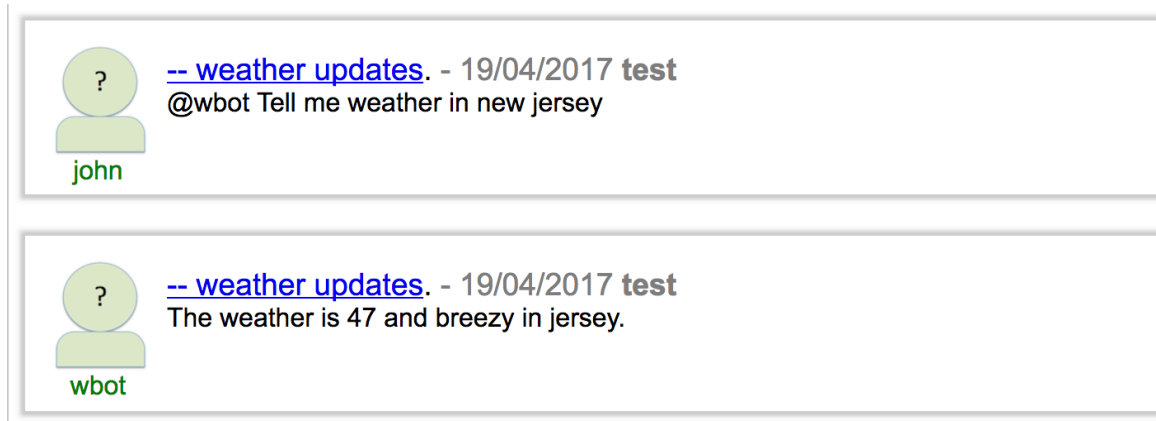 ?
-- weather updates. - 19/04/2017 test
@wbot Tell me weather in new jersey
john
?
-- weather updates. - 19/04/2017 test
The weather is 47 and breezy in jersey.
wbot